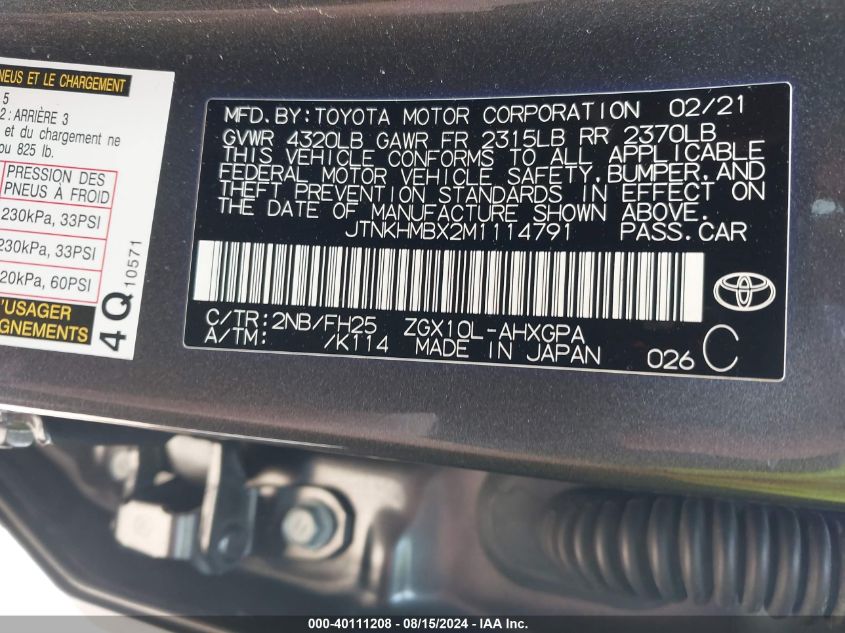 PNEUS ET LE CHARGEMENT
5
2 : ARRIÈRE 3
et du chargement ne
ou 825 lb.
PRESSION DES
PNEUS À FROID
230kPa, 33PSI
230kPa, 33PSI
20kPa, 60PSI
L'USAGER
GNEMENTS
4Q 10571
MFD. BY: TOYOTA MOTOR CORPORATION 02/21
GVWR 4320LB GAWR FR 2315LB RR 2370LB
THIS VEHICLE CONFORMS TO ALL APPLICABLE
FEDERAL MOTOR VEHICLE SAFETY, BUMPER, AND
THEFT PREVENTION STANDARDS IN EFFECT ON
THE DATE OF MANUFACTURE SHOWN ABOVE.
JTNKHMBX2M1114791 PASS. CAR
C/TR: 2NB/FH25 ZGX10L-AHXGPA
A/TM: /K114 MADE IN JAPAN 026 C
000-40111208 - 08/15/2024 - IAA Inc.